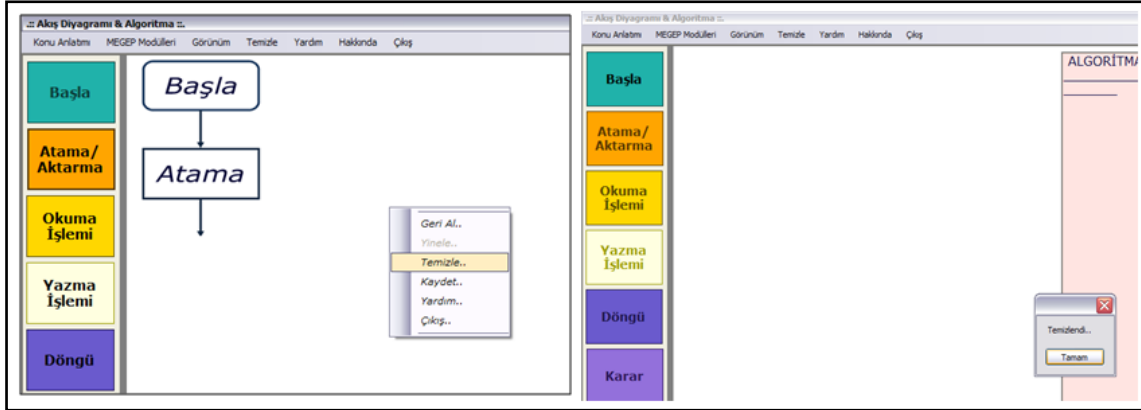 .:: Akış Diyagramı & Algoritma ::.
Konu Anlatımı MEGEP Modülleri Görünüm Temizle Yardım Hakkında Çıkış
Başla
Atama/
Aktarma
Okuma
İşlemi
Yazma
İşlemi
Döngü
Başla
Atama
Geri Al..
Yinele..
Temizle..
Kaydet..
Yardım..
Çıkış..
.:: Akış Diyagramı & Algoritma ::.
Konu Anlatımı MEGEP Modülleri Görünüm Temizle Yardım Hakkında Çıkış
Başla
Atama/
Aktarma
Okuma
İşlemi
Yazma
İşlemi
Döngü
Karar
ALGORİTMA
Temizlendi..
Tamam